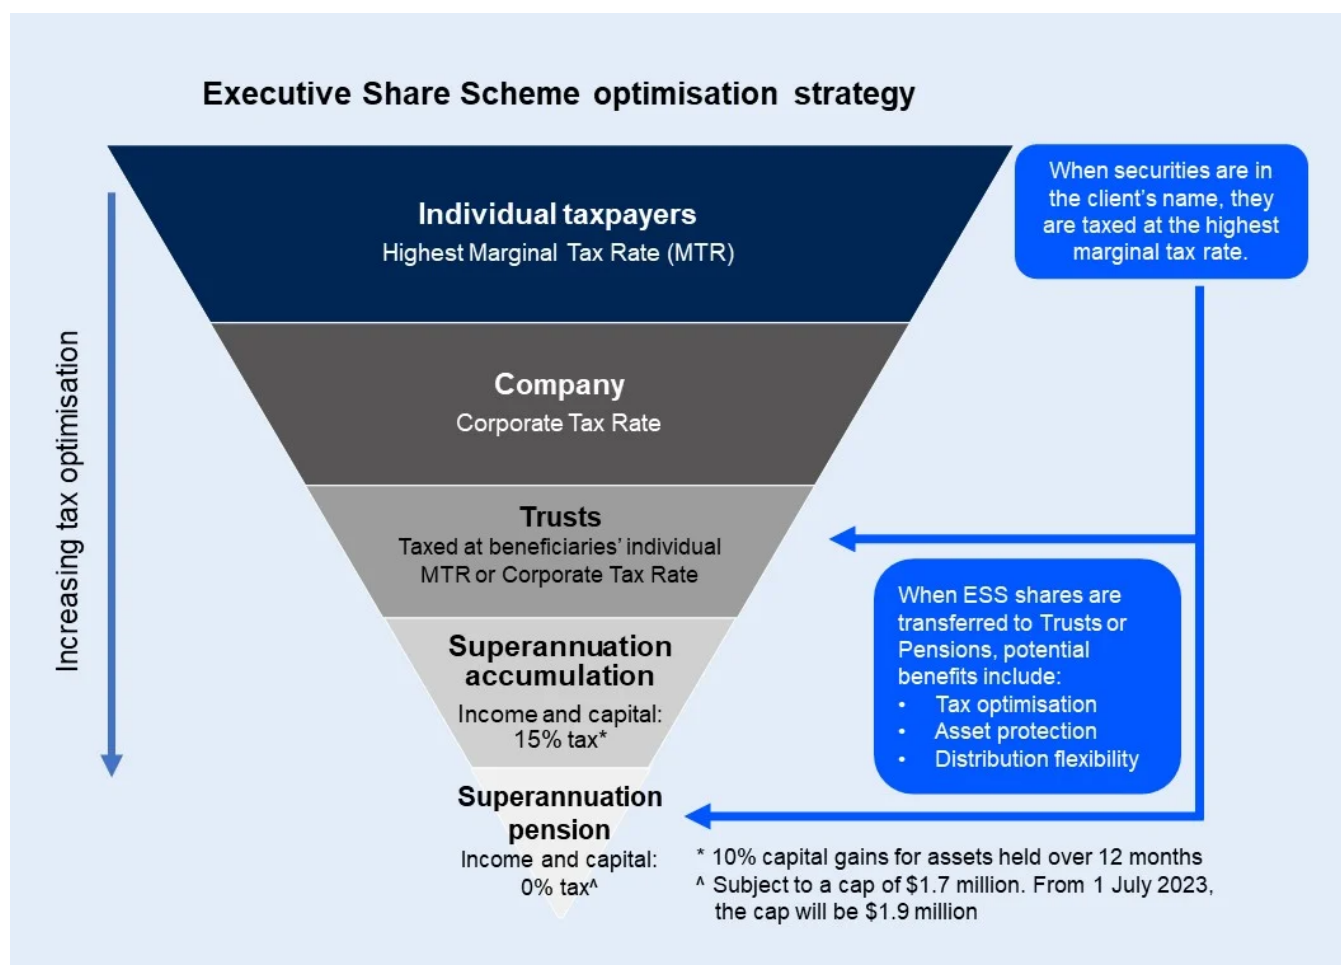 Executive Share Scheme optimisation strategy
Individual taxpayers
Highest Marginal Tax Rate (MTR)
When securities are in
the client's name, they
are taxed at the highest
marginal tax rate.
Increasing tax optimisation
Company
Corporate Tax Rate
Trusts
Taxed at beneficiaries' individual
MTR or Corporate Tax Rate
When ESS shares are
transferred to Trusts or
Pensions, potential
benefits include:
• Tax optimisation
• Asset protection
• Distribution flexibility
Superannuation
accumulation
Income and capital:
15% tax*
Superannuation
pension
Income and capital:
0% tax^
* 10% capital gains for assets held over 12 months
^ Subject to a cap of $1.7 million. From 1 July 2023,
the cap will be $1.9 million